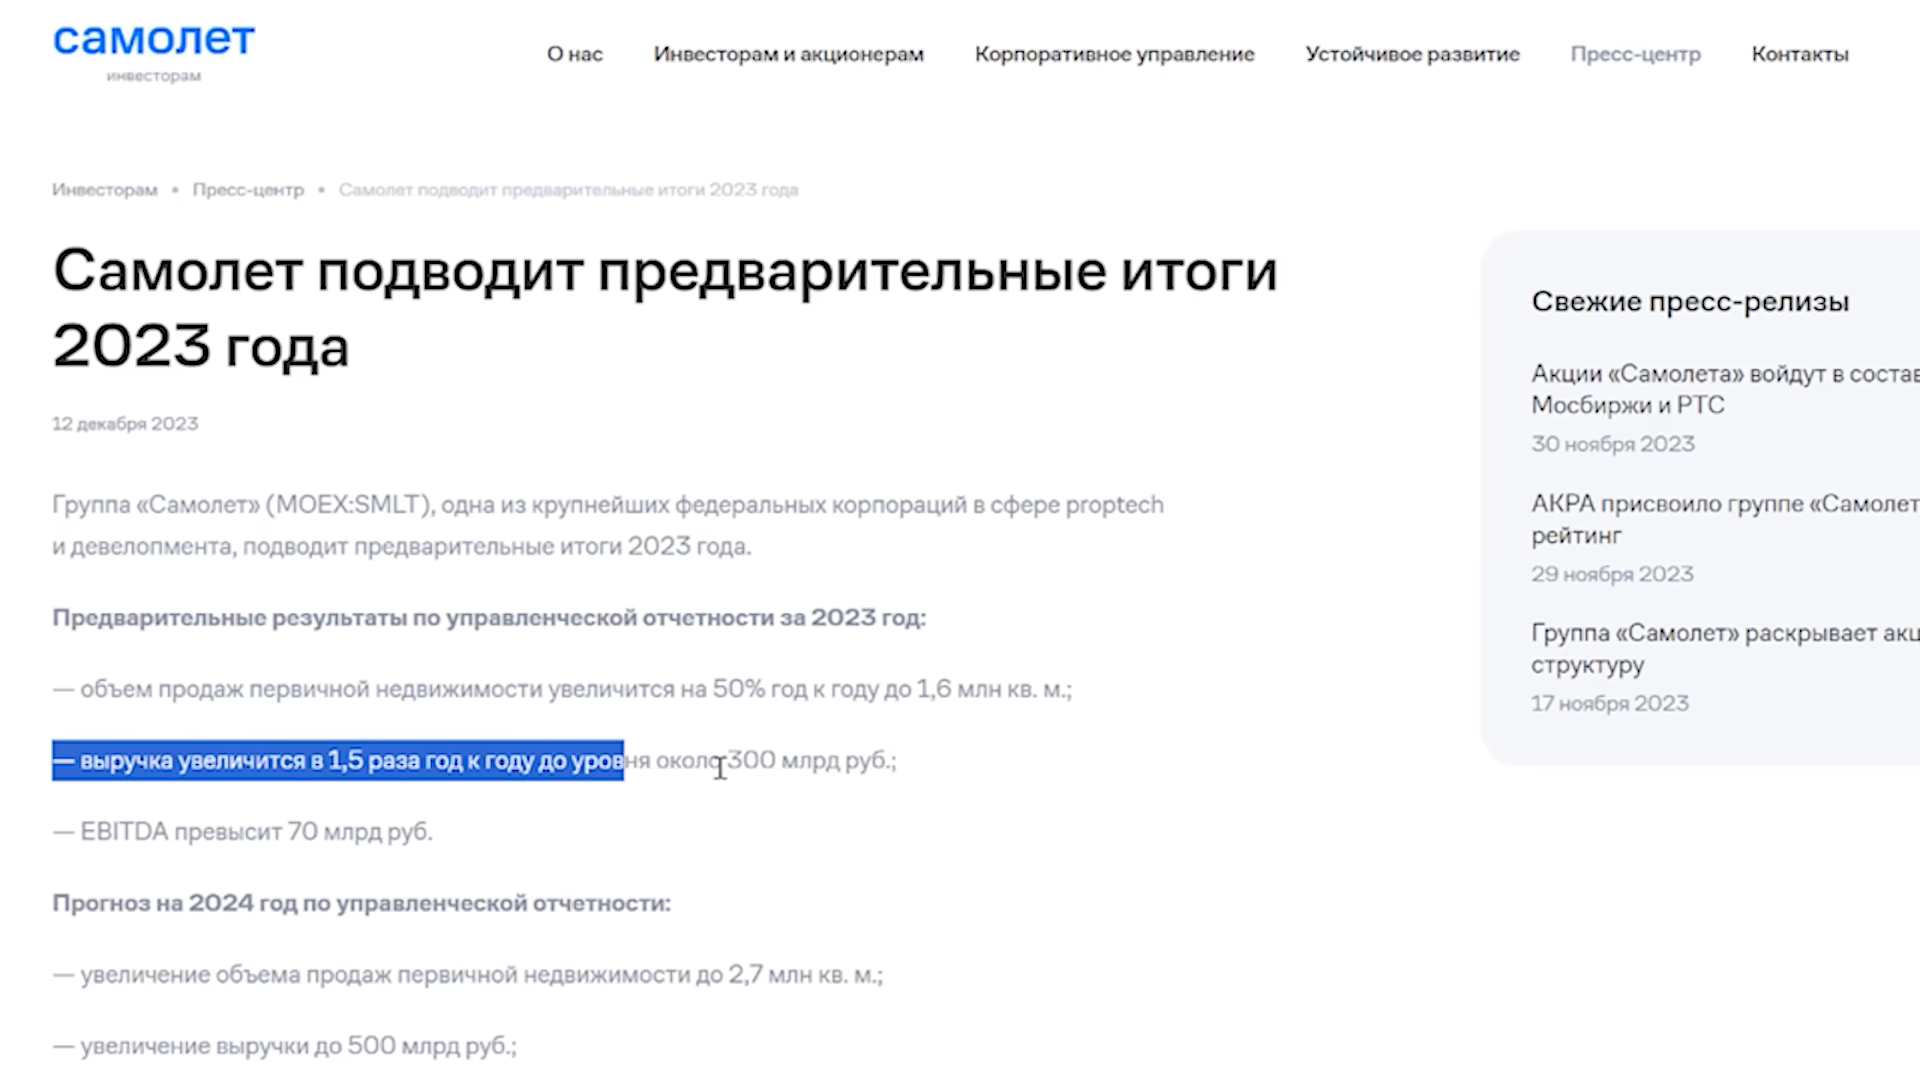 самолет
инвесторам
О нас Инвесторам и акционерам Корпоративное управление Устойчивое развитие Пресс-центр Контакты
Инвесторам • Пресс-центр • Самолет подводит предварительные итоги 2023 года
Самолет подводит предварительные итоги
2023 года
12 декабря 2023
Группа «Самолет» (MOEX:SMLT), одна из крупнейших федеральных корпораций в сфере proptech
и девелопмента, подводит предварительные итоги 2023 года.
Предварительные результаты по управленческой отчетности за 2023 год:
— объем продаж первичной недвижимости увеличится на 50% год к году до 1,6 млн кв. м.;
— выручка увеличится в 1,5 раза год к году до уровня около 300 млрд руб.;
— EBITDA превысит 70 млрд руб.
Прогноз на 2024 год по управленческой отчетности:
— увеличение объема продаж первичной недвижимости до 2,7 млн кв. м.;
— увеличение выручки до 500 млрд руб.;
Свежие пресс-релизы
Акции «Самолета» войдут в состав
Мосбиржи и РТС
30 ноября 2023
АКРА присвоило группе «Самолет
рейтинг
29 ноября 2023
Группа «Самолет» раскрывает акц
структуру
17 ноября 2023